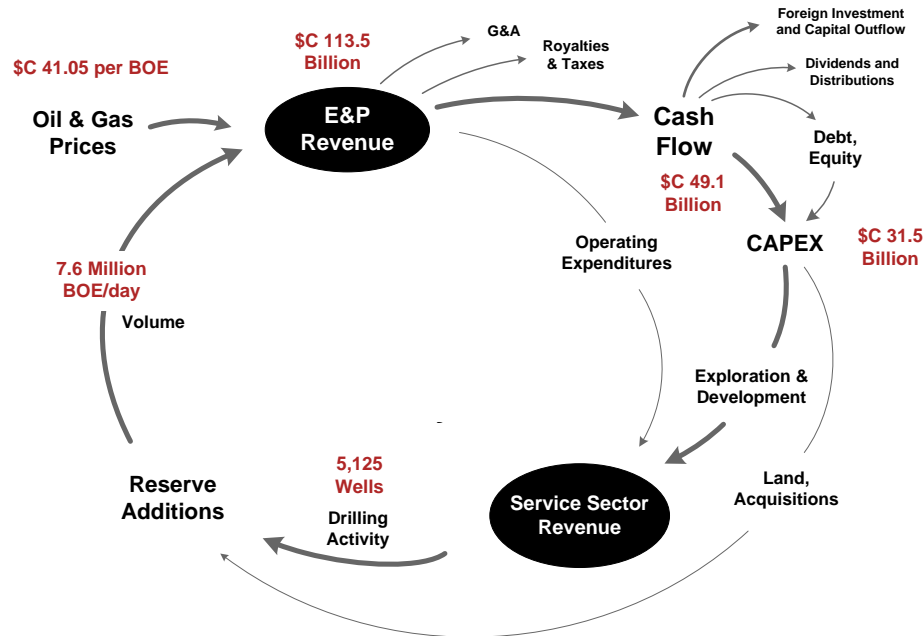 Foreign Investment
and Capital Outflow
G&A
$C 113.5
Billion
Royalties
& Taxes
$C 41.05 per BOE
Dividends and
Distributions
Oil & Gas
Prices
E&P
Revenue
Cash
Flow
Debt,
Equity
$C 49.1
Billion
CAPEX
$C 31.5
Billion
Operating
Expenditures
7.6 Million
BOE/day
Volume
Exploration &
Development
5,125
Wells
Reserve
Additions
Drilling
Activity
Service Sector
Revenue
Land,
Acquisitions